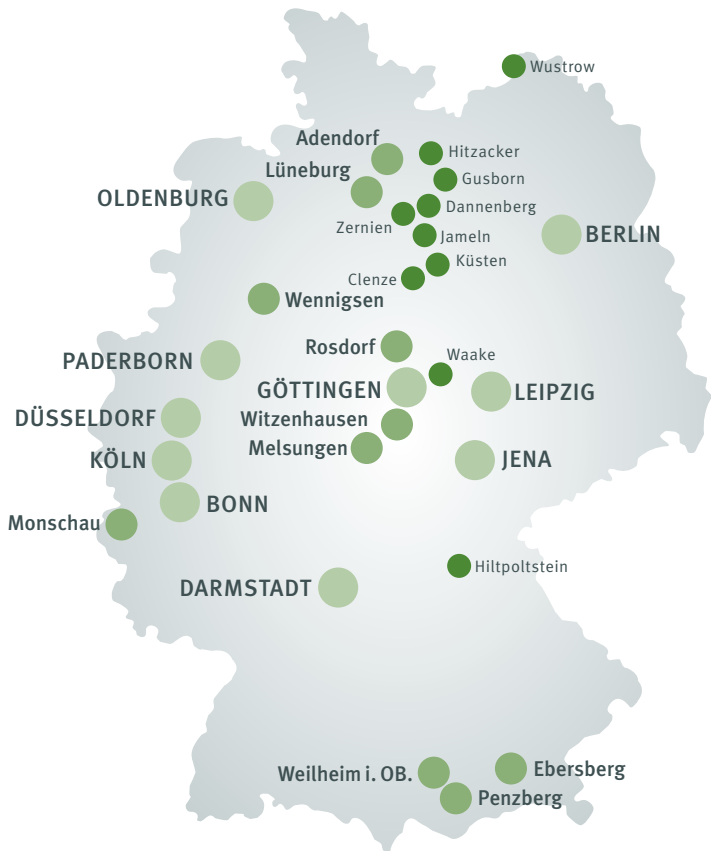 Wustrow
Adendorf
Hitzacker
Lüneburg
Gusborn
OLDENBURG
Dannenberg
Zernien
Jameln
BERLIN
Küsten
Clenze
Wennigsen
Rosdorf
Waake
PADERBORN
GÖTTINGEN
LEIPZIG
DÜSSELDORF
Witzenhausen
Melsungen
KÖLN
JENA
BONN
Monschau
Hiltpoltstein
DARMSTADT
Weilheim i. OB.
Ebersberg
Penzberg